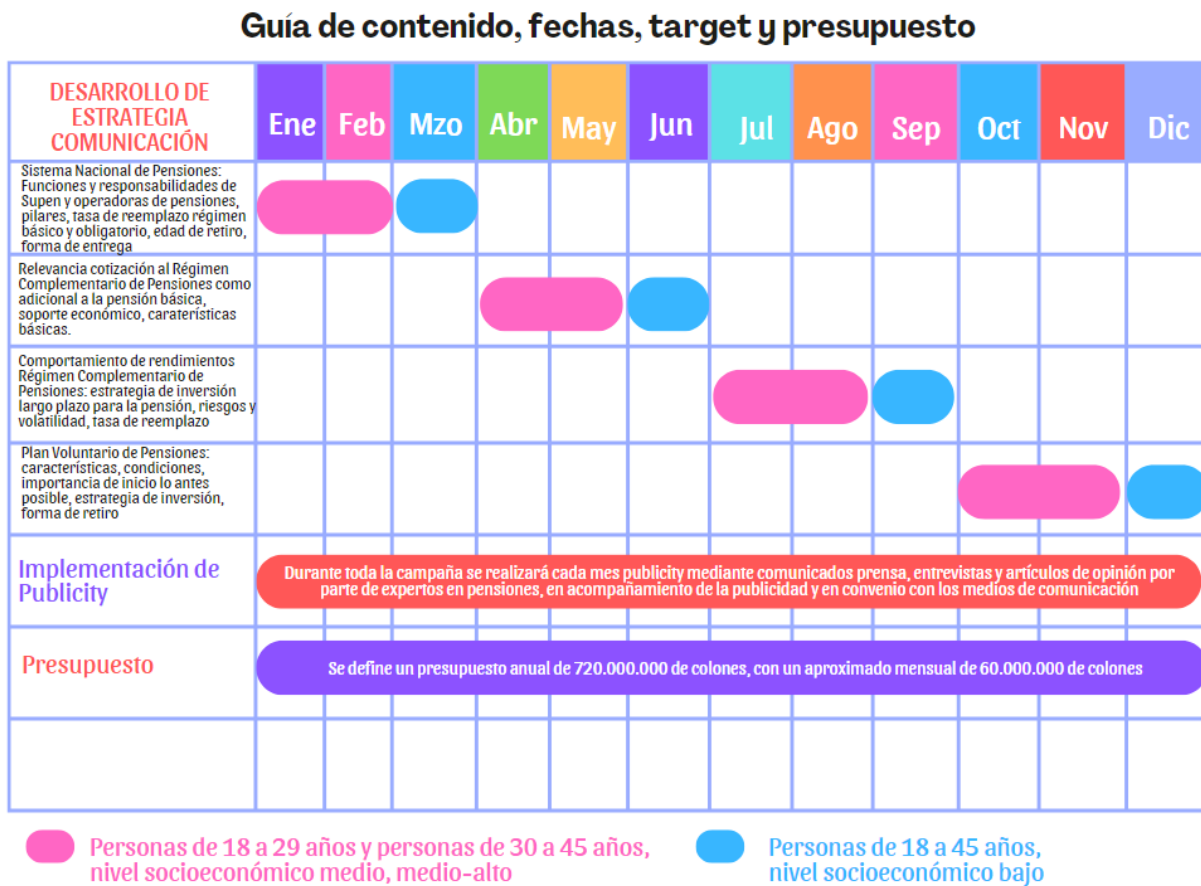 Guía de contenido, fechas, target y presupuesto
DESARROLLO DE
ESTRATEGIA
COMUNICACIÓN
Ene Feb Mzo Abr May Jun Jul Ago Sep Oct Nov Dic
Sistema Nacional de Pensiones:
Funciones y responsabilidades de
Supen y operadoras de pensiones,
pilares, tasa de reemplazo régimen
básico y obligatorio, edad de retiro,
forma de entrega
Relevancia cotización al Régimen
Complementario de Pensiones como
adicional a la pensión básica,
soporte económico, caraterísticas
básicas.
Comportamiento de rendimientos
Régimen Complementario de
Pensiones: estrategia de inversión
largo plazo para la pensión, riesgos y
volatilidad, tasa de reemplazo
Plan Voluntario de Pensiones:
características, condiciones,
importancia de inicio lo antes
posible, estrategia de inversión,
forma de retiro
Implementación de
Publicity
Durante toda la campaña se realizará cada mes publicity mediante comunicados prensa, entrevistas y artículos de opinión por
parte de expertos en pensiones, en acompañamiento de la publicidad y en convenio con los medios de comunicación
Presupuesto
Se define un presupuesto anual de 720.000.000 de colones, con un aproximado mensual de 60.000.000 de colones
Personas de 18 a 29 años y personas de 30 a 45 años,
nivel socioeconómico medio, medio-alto
Personas de 18 a 45 años,
nivel socioeconómico bajo